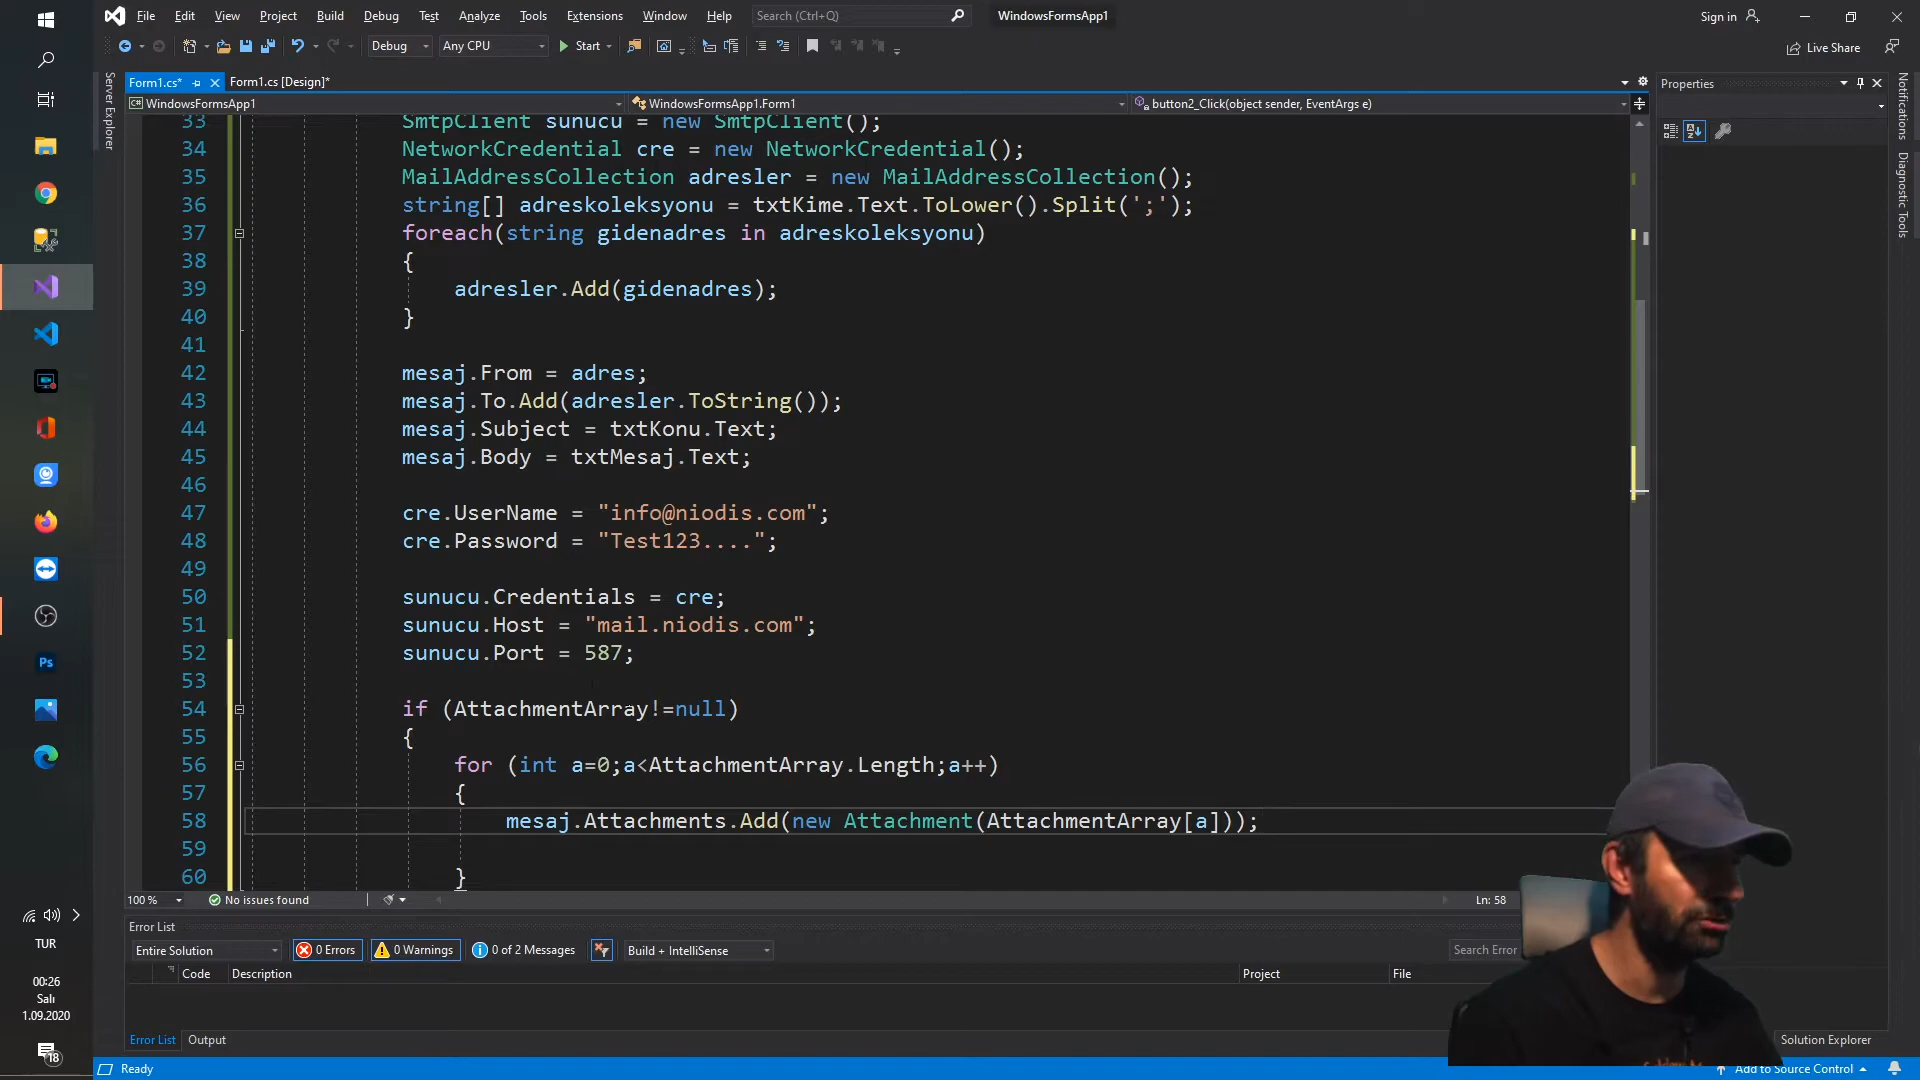 File Edit View Project Build Debug Test Analyze Tools Extensions Window Help Search (Ctrl+Q) WindowsFormsApp1 Sign in
Debug Any CPU Start Live Share
Server Explorer
Form1.cs* Form1.cs [Design]*
WindowsFormsApp1 WindowsFormsApp1.Form1 button2_Click(object sender, EventArgs e)
33 SmtpClient sunucu = new SmtpClient();
34 NetworkCredential cre = new NetworkCredential();
35 MailAddressCollection adresler = new MailAddressCollection();
36 string[] adreskoleksyonu = txtKime.Text.ToLower().Split(';');
37 foreach(string gidenadres in adreskoleksyonu)
38 {
39 adresler.Add(gidenadres);
40 }
41
42 mesaj.From = adres;
43 mesaj.To.Add(adresler.ToString());
44 mesaj.Subject = txtKonu.Text;
45 mesaj.Body = txtMesaj.Text;
46
47 cre.UserName = "info@niodis.com";
48 cre.Password = "Test123....";
49
50 sunucu.Credentials = cre;
51 sunucu.Host = "mail.niodis.com";
52 sunucu.Port = 587;
53
54 if (AttachmentArray!=null)
55 {
56 for (int a=0;a<AttachmentArray.Length;a++)
57 {
58 mesaj.Attachments.Add(new Attachment(AttachmentArray[a]));
59
60 }
100 % No issues found Ln: 58
Error List
Entire Solution 0 Errors 0 Warnings 0 of 2 Messages Build + IntelliSense Search Error
Code Description Project File
Error List Output
Ready
Properties
Notifications
Diagnostic Tools
Solution Explorer
Add to Source Control
Ps
TUR
00:26
Salı
1.09.2020
18